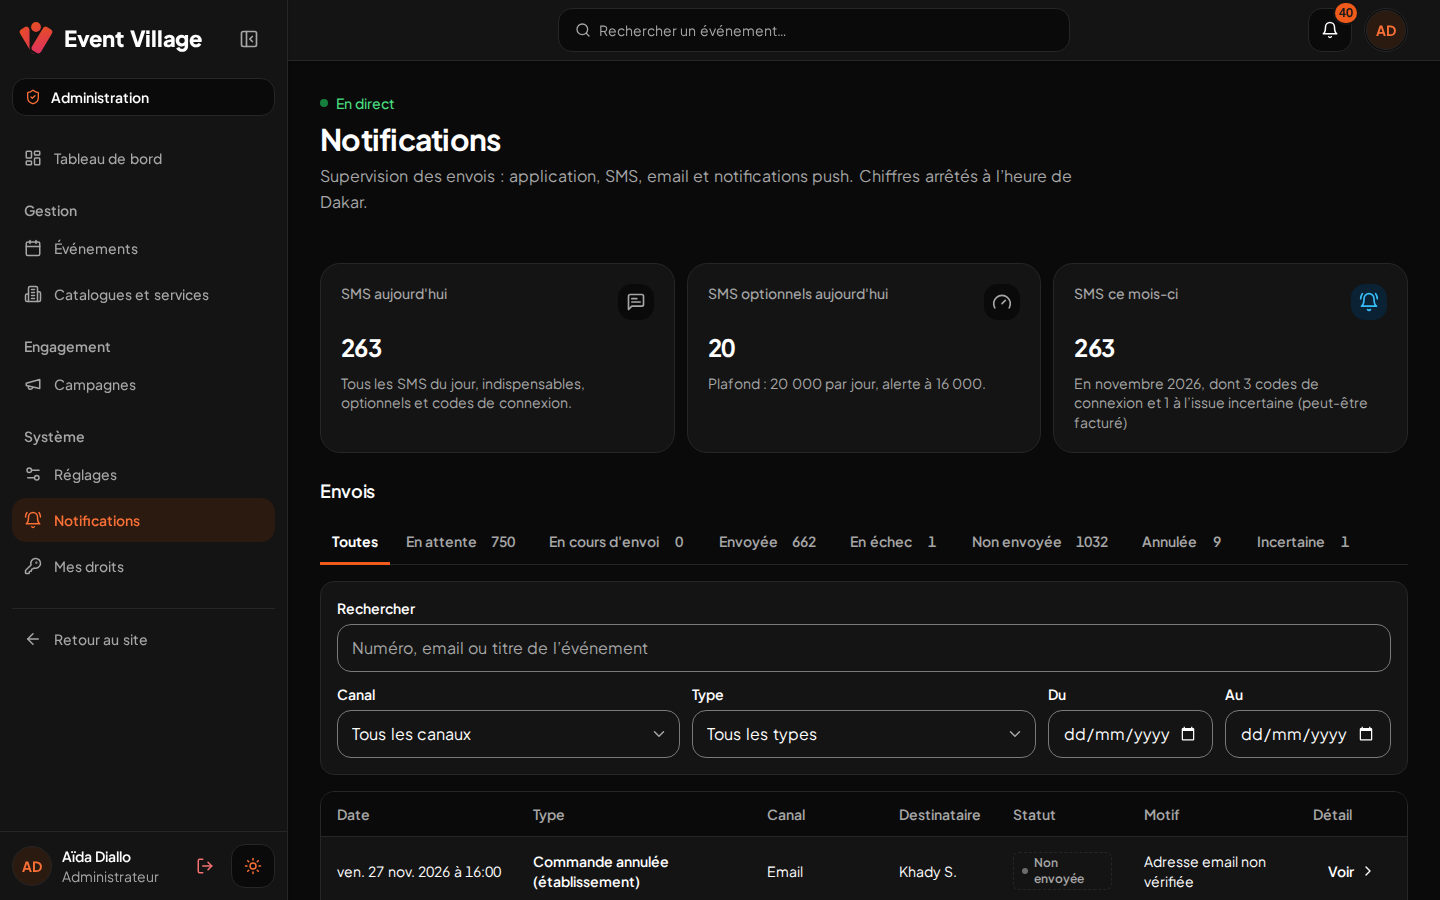 Event Village
Administration
Tableau de bord
Gestion
Événements
Catalogues et services
Engagement
Campagnes
Système
Réglages
Notifications
Mes droits
Retour au site
AD
Aïda Diallo
Administrateur
Rechercher un événement…
40
AD
En direct
Notifications
Supervision des envois : application, SMS, email et notifications push. Chiffres arrêtés à l’heure de
Dakar.
SMS aujourd'hui
263
Tous les SMS du jour, indispensables,
optionnels et codes de connexion.
SMS optionnels aujourd'hui
20
Plafond : 20 000 par jour, alerte à 16 000.
SMS ce mois-ci
263
En novembre 2026, dont 3 codes de
connexion et 1 à l’issue incertaine (peut-être
facturé)
Envois
Toutes En attente 750 En cours d'envoi 0 Envoyée 662 En échec 1 Non envoyée 1032 Annulée 9 Incertaine 1
Rechercher
Numéro, email ou titre de l’événement
Canal Type Du Au
Tous les canaux Tous les types dd/mm/yyyy dd/mm/yyyy
Date Type Canal Destinataire Statut Motif Détail
ven. 27 nov. 2026 à 16:00
Commande annulée
(établissement)
Email
Khady S.
Non
envoyée
Adresse email non
vérifiée
Voir